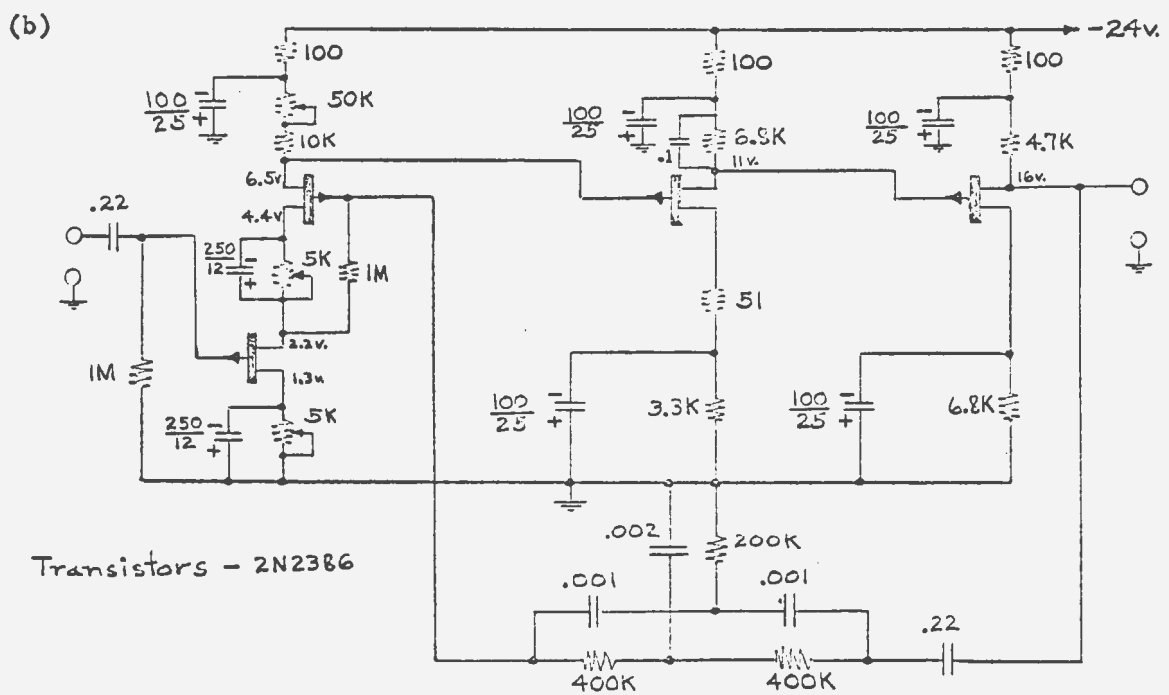 (b)
-24v.
100
100
100
100/25
50K
100/25
6.8K
100/25
4.7K
10K
.1
11v.
16v.
6.5v.
4.4v
.22
250/12
5K
1M
51
2.2v.
1M
1.3v
250/12
5K
100/25
3.3K
100/25
6.8K
.002
200K
Transistors - 2N2386
.001
.001
.22
400K
400K